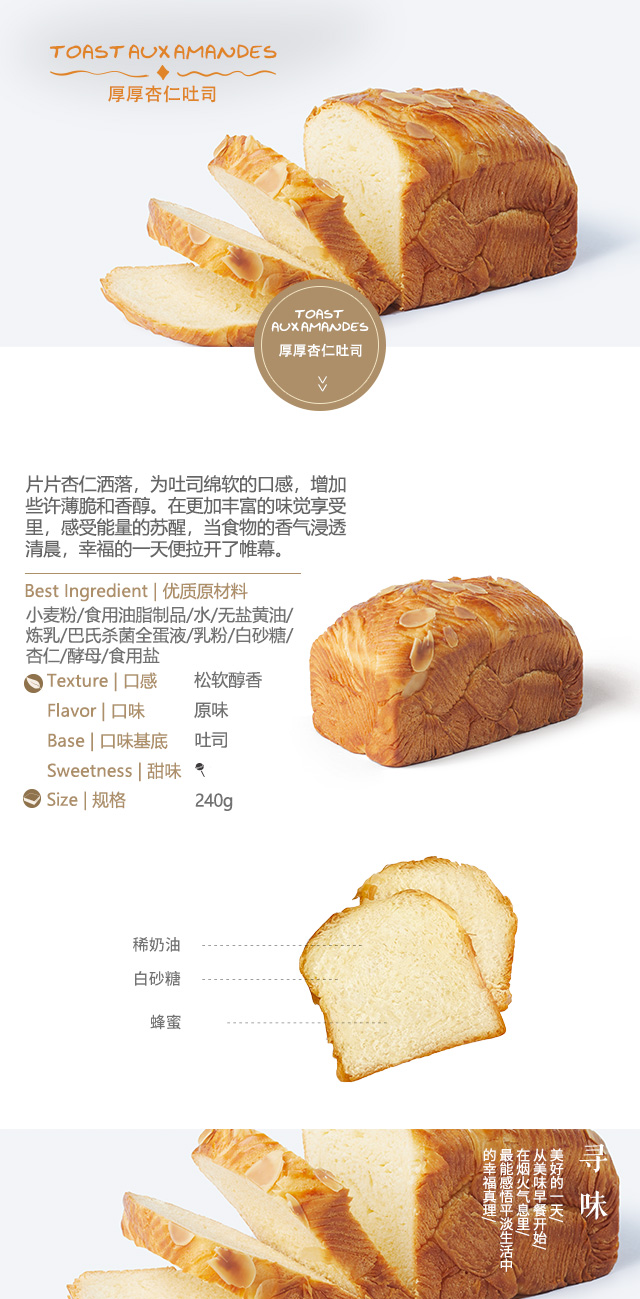 TOAST AUX AMANDES
厚厚杏仁吐司
TOAST
AUX AMANDES
厚厚杏仁吐司
片片杏仁洒落，为吐司绵软的口感，增加
些许薄脆和香醇。在更加丰富的味觉享受
里，感受能量的苏醒，当食物的香气浸透
清晨，幸福的一天便拉开了帷幕。
Best Ingredient | 优质原材料
小麦粉/食用油脂制品/水/无盐黄油/
炼乳/巴氏杀菌全蛋液/乳粉/白砂糖/
杏仁/酵母/食用盐
Texture | 口感 松软醇香
Flavor | 口味 原味
Base | 口味基底 吐司
Sweetness | 甜味
Size | 规格 240g
稀奶油
白砂糖
蜂蜜
寻味
美好的一天/
从美味早餐开始/
在烟火气息里/
最能感悟平淡生活中
的幸福真理/